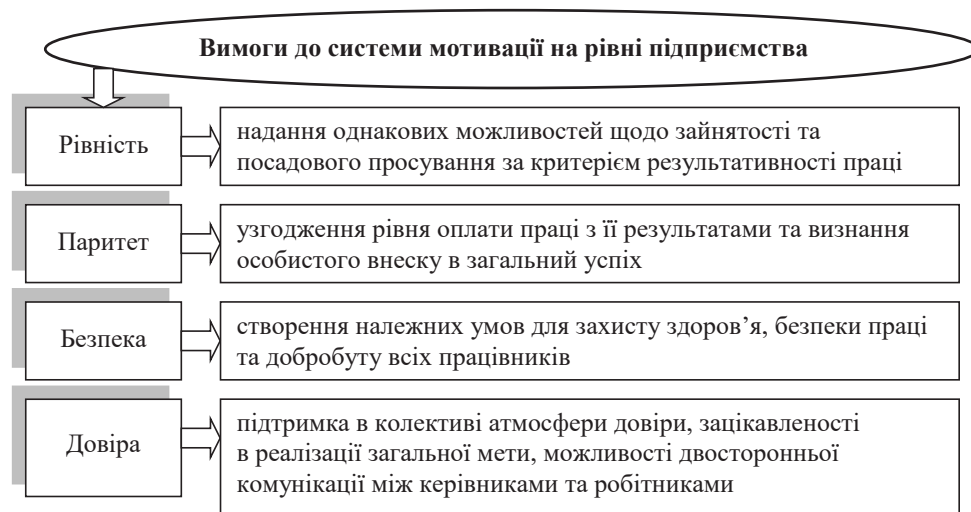 Вимоги до системи мотивації на рівні підприємства
Рівність
надання однакових можливостей щодо зайнятості та
посадового просування за критерієм результативності праці
Паритет
узгодження рівня оплати праці з її результатами та визнання
особистого внеску в загальний успіх
Безпека
створення належних умов для захисту здоров’я, безпеки праці
та добробуту всіх працівників
Довіра
підтримка в колективі атмосфери довіри, зацікавленості
в реалізації загальної мети, можливості двосторонньої
комунікації між керівниками та робітниками